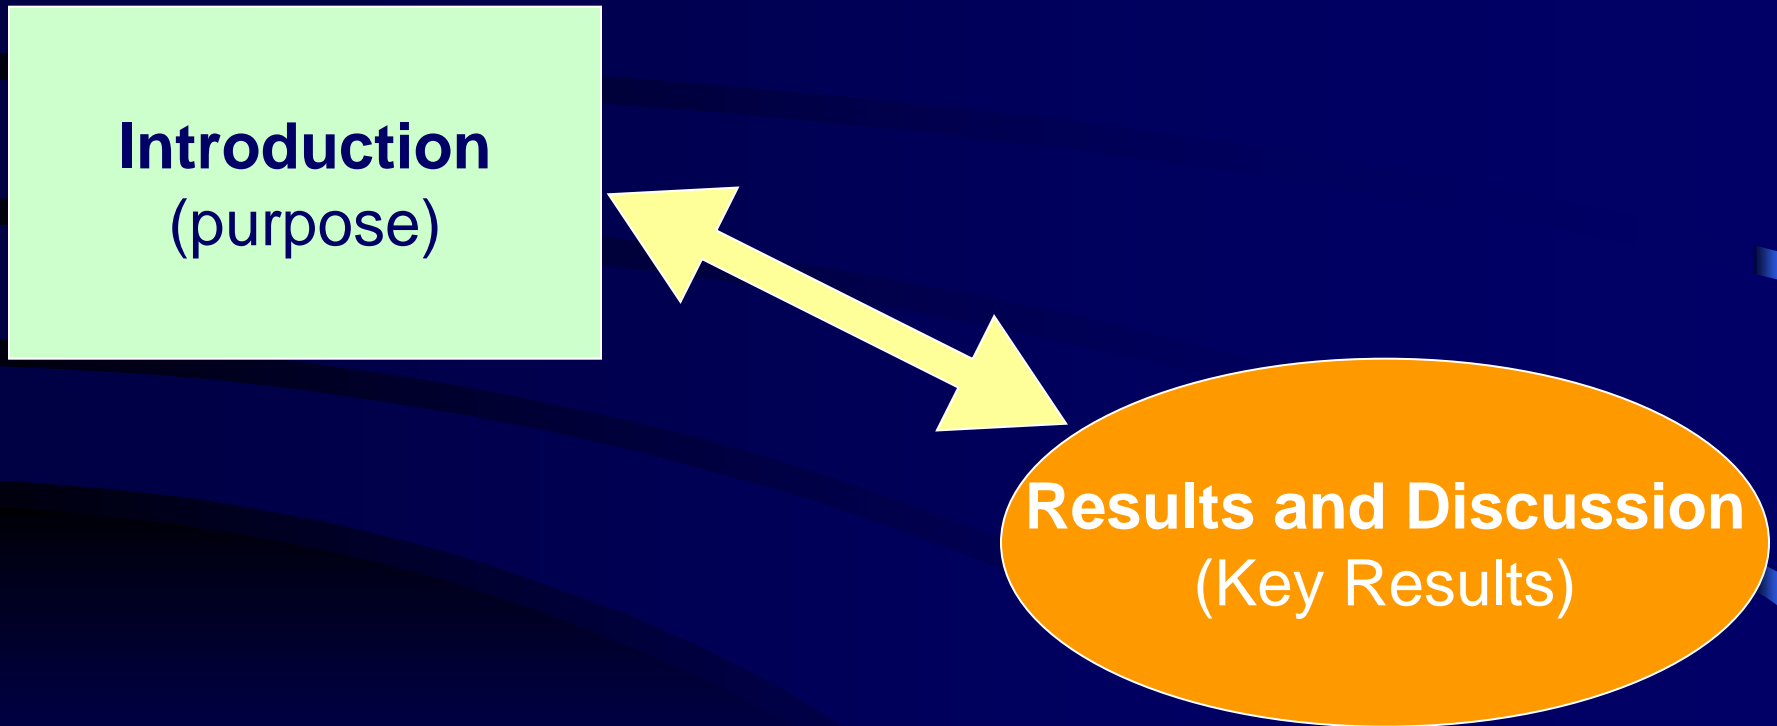 Introduction
(purpose)
Results and Discussion
(Key Results)